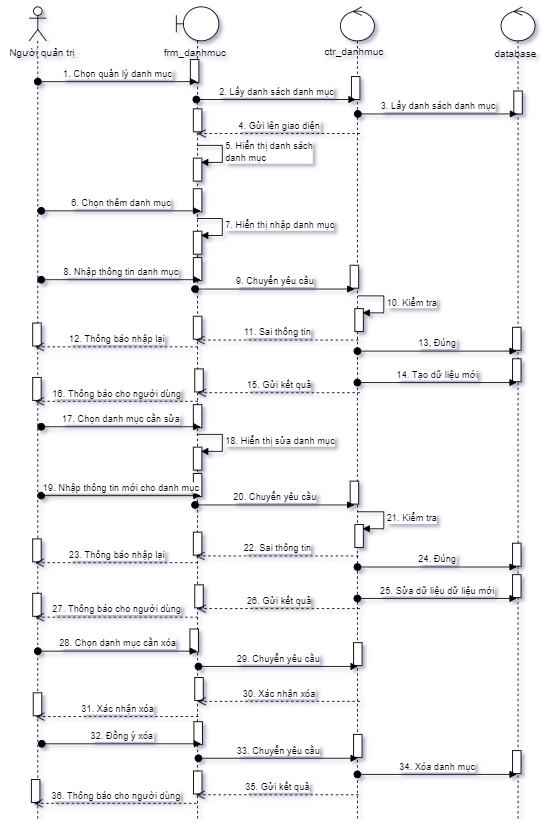 Người quản trị
frm_danhmuc
ctr_danhmuc
database
1. Chọn quản lý danh mục
2. Lấy danh sách danh mục
3. Lấy danh sách danh mục
4. Gửi lên giao diện
5. Hiển thị danh sách
danh mục
6. Chọn thêm danh mục
7. Hiển thị nhập danh mục
8. Nhập thông tin danh mục
9. Chuyển yêu cầu
10. Kiểm tra
11. Sai thông tin
12. Thông báo nhập lại
13. Đúng
14. Tạo dữ liệu mới
15. Gửi kết quả
16. Thông báo cho người dùng
17. Chọn danh mục cần sửa
18. Hiển thị sửa danh mục
19. Nhập thông tin mới cho danh mục
20. Chuyển yêu cầu
21. Kiểm tra
22. Sai thông tin
23. Thông báo nhập lại
24. Đúng
25. Sửa dữ liệu dữ liệu mới
26. Gửi kết quả
27. Thông báo cho người dùng
28. Chọn danh mục cần xóa
29. Chuyển yêu cầu
30. Xác nhận xóa
31. Xác nhận xóa
32. Đồng ý xóa
33. Chuyển yêu cầu
34. Xóa danh mục
35. Gửi kết quả
36. Thông báo cho người dùng